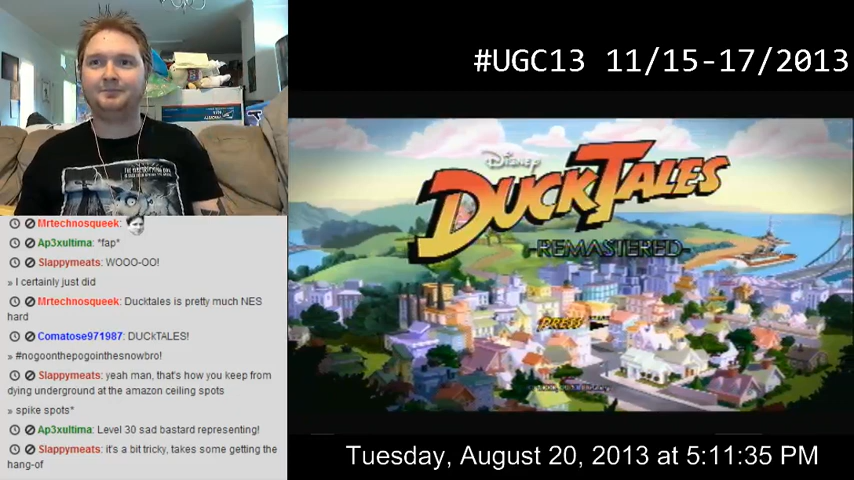 #UGC13 11/15-17/2013
Mrtechnosqueek:
Ap3xultima: *fap*
Slappymeats: WOOO-OO!
» I certainly just did
Mrtechnosqueek: Ducktales is pretty much NES
hard
Comatose971987: DUCkTALES!
» #nogoonthepogointhesnowbro!
Slappymeats: yeah man, that's how you keep from
dying underground at the amazon ceiling spots
» spike spots*
Ap3xultima: Level 30 sad bastard representing!
Slappymeats: it's a bit tricky, takes some getting the
hang-of
Disney
DUCKTALES
-REMASTERED-
PRESS
Tuesday, August 20, 2013 at 5:11:35 PM